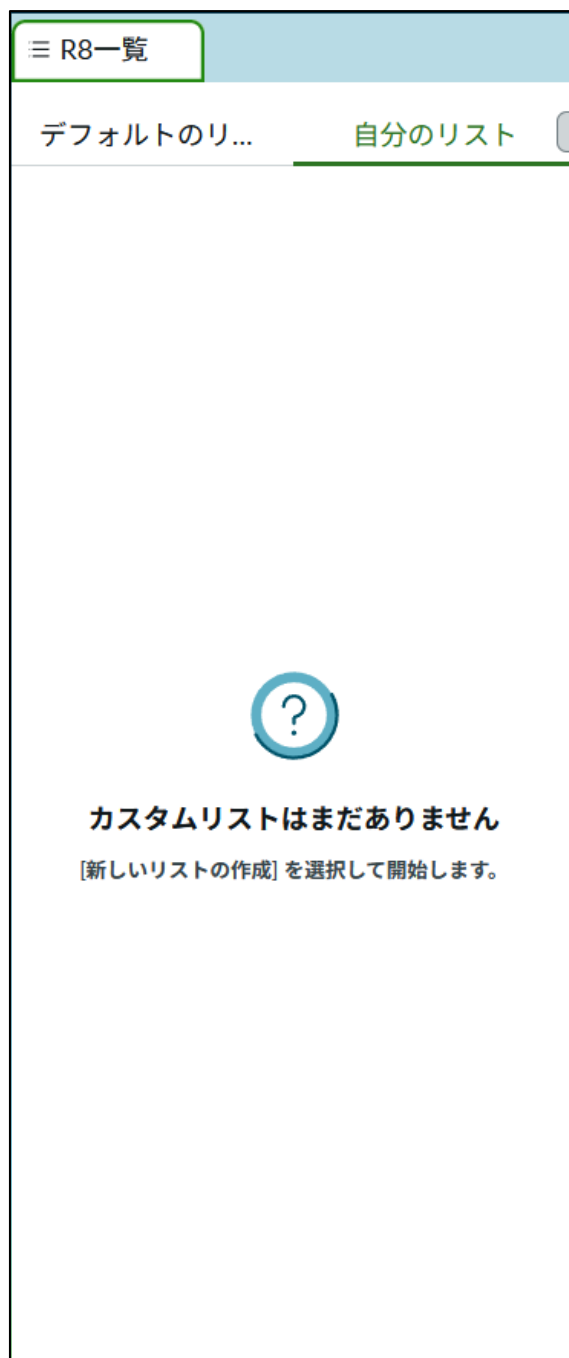 R8一覧
デフォルトのリ...
自分のリスト
?
カスタムリストはまだありません
[新しいリストの作成] を選択して開始します。